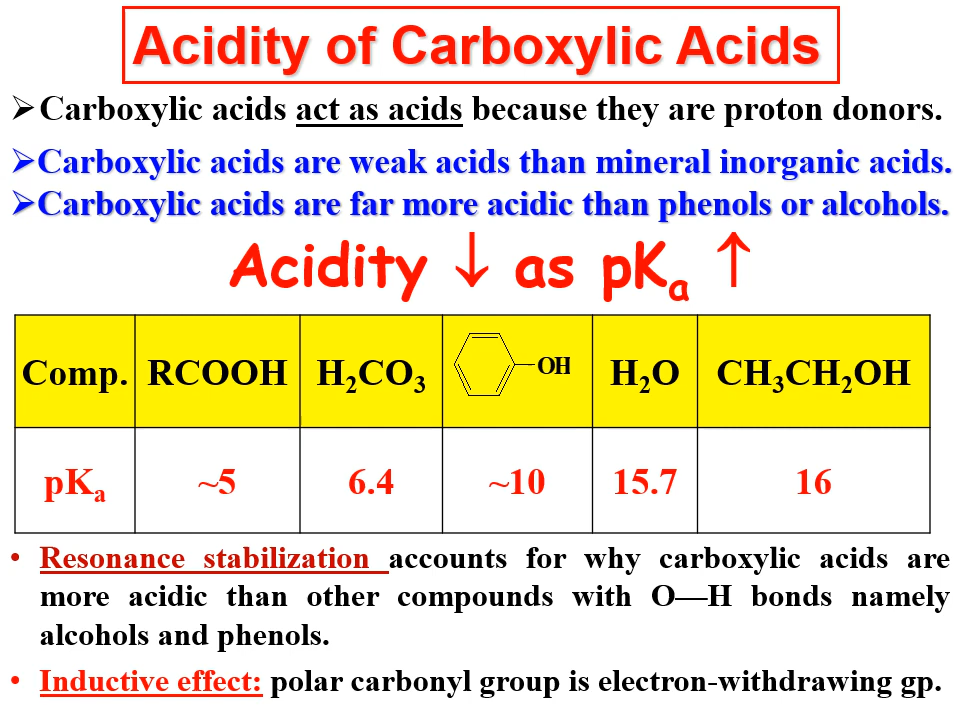 Acidity of Carboxylic Acids
➢Carboxylic acids act as acids because they are proton donors.
➢Carboxylic acids are weak acids than mineral inorganic acids.
➢Carboxylic acids are far more acidic than phenols or alcohols.
Acidity ↓ as pKₐ ↑
Comp. RCOOH H₂CO₃ OH H₂O CH₃CH₂OH
pKₐ ~5 6.4 ~10 15.7 16
• Resonance stabilization accounts for why carboxylic acids are
more acidic than other compounds with O—H bonds namely
alcohols and phenols.
• Inductive effect: polar carbonyl group is electron-withdrawing gp.